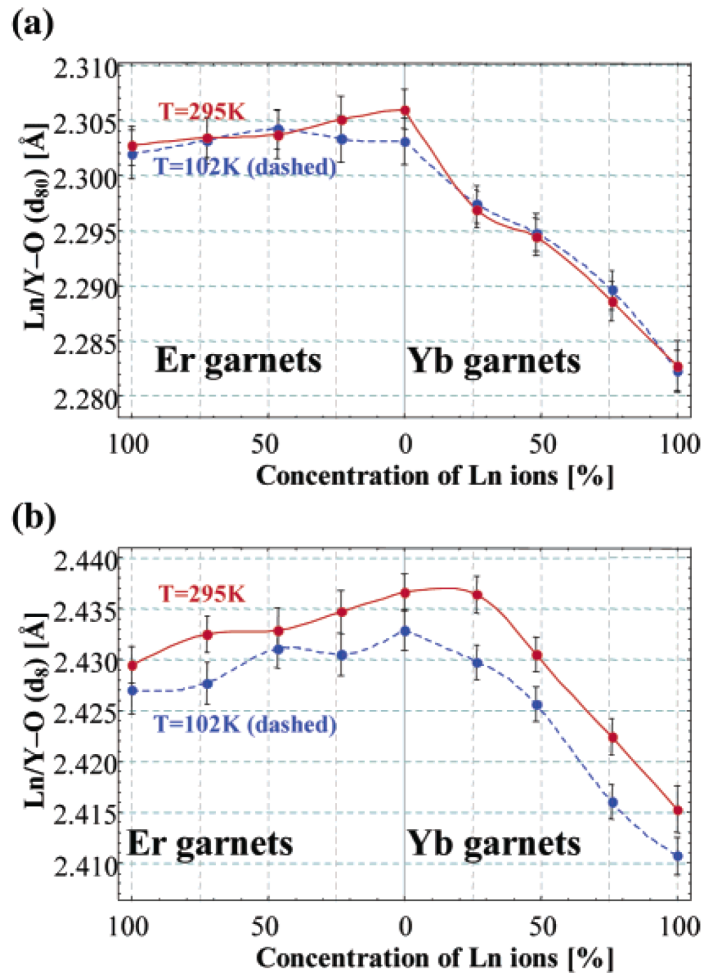 (a)
Ln/Y–O (d₈₀) [Å]
2.310
2.305
2.300
2.295
2.290
2.285
2.280
T=295K
T=102K (dashed)
Er garnets
Yb garnets
100
50
0
50
100
Concentration of Ln ions [%]
(b)
Ln/Y–O (d₈) [Å]
2.440
2.435
2.430
2.425
2.420
2.415
2.410
T=295K
T=102K (dashed)
Er garnets
Yb garnets
100
50
0
50
100
Concentration of Ln ions [%]